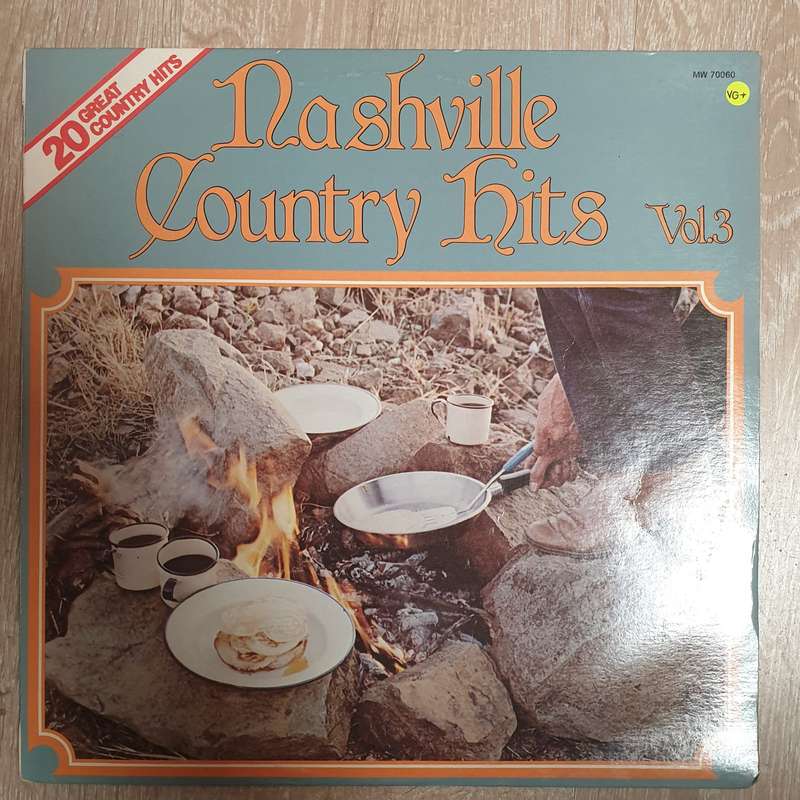 20 GREAT
COUNTRY HITS
Nashville
Country Hits Vol.3
MW 70060
VG+